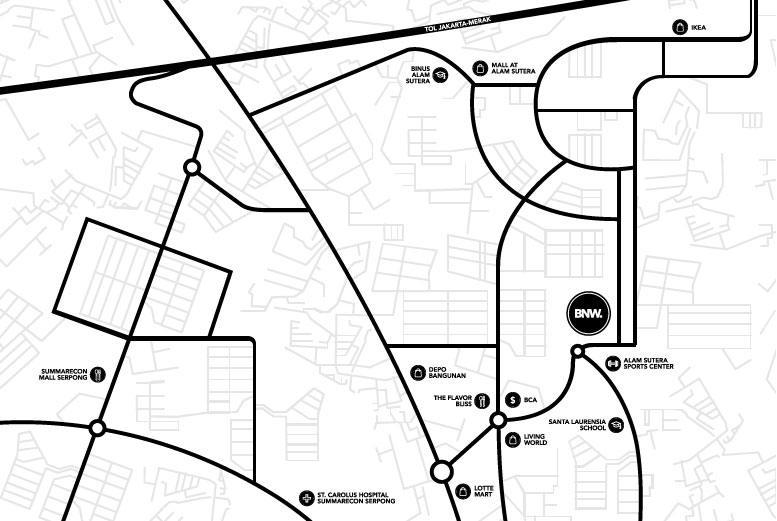 TOL JAKARTA-MERAK
IKEA
BINUS
ALAM
SUTERA
MALL AT
ALAM SUTERA
BNW.
SUMMARECON
MALL SERPONG
DEPO
BANGUNAN
ALAM SUTERA
SPORTS CENTER
THE FLAVOR
BLISS
$
BCA
SANTA LAURENSIA
SCHOOL
LIVING
WORLD
ST. CAROLUS HOSPITAL
SUMMARECON SERPONG
LOTTE
MART